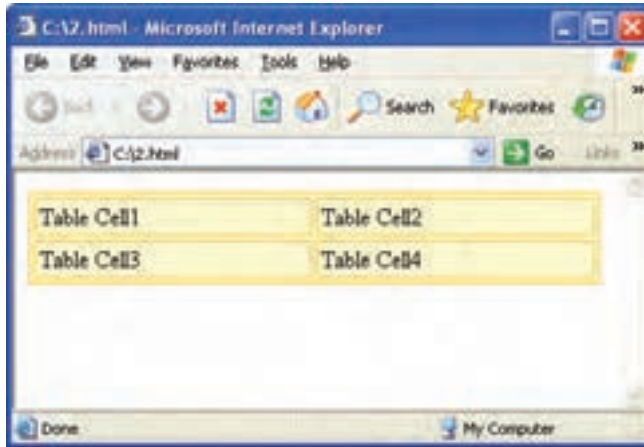 C:\2.html - Microsoft Internet Explorer
File Edit View Favorites Tools Help
Back Search Favorites »
Address C:\2.html Go Links »
Table Cell1 Table Cell2
Table Cell3 Table Cell4
Done My Computer